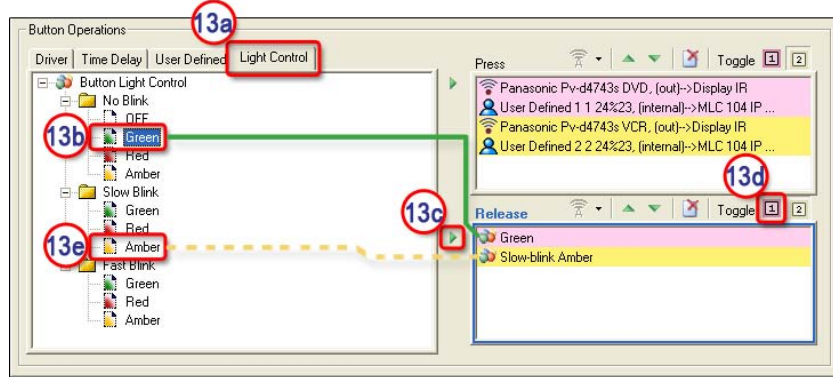 Button Operations
13a
Driver Time Delay User Defined Light Control
Button Light Control
No Blink
OFF
13b Green
Red
Amber
Slow Blink
Green
Red
13e Amber
Fast Blink
Green
Red
Amber
13c
Press Toggle 1 2
Panasonic Pv-d4743s DVD, (out)-->Display IR
User Defined 1 1 24%23, (internal)-->MLC 104 IP ...
Panasonic Pv-d4743s VCR, (out)-->Display IR
User Defined 2 2 24%23, (internal)-->MLC 104 IP ...
13d
Release Toggle 1 2
Green
Slow-blink Amber